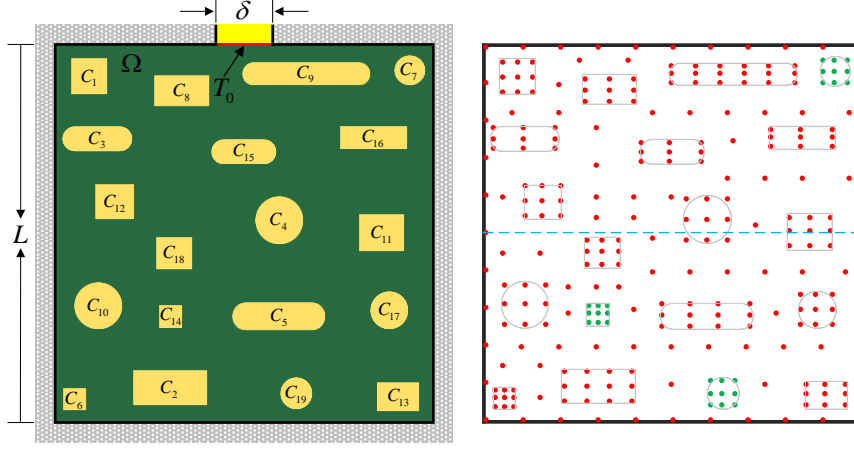 δ
Ω
T₀
C₁
C₈
C₉
C₇
C₃
C₁₅
C₁₆
C₁₂
C₄
C₁₁
L
C₁₈
C₁₀
C₁₄
C₅
C₁₇
C₆
C₂
C₁₉
C₁₃